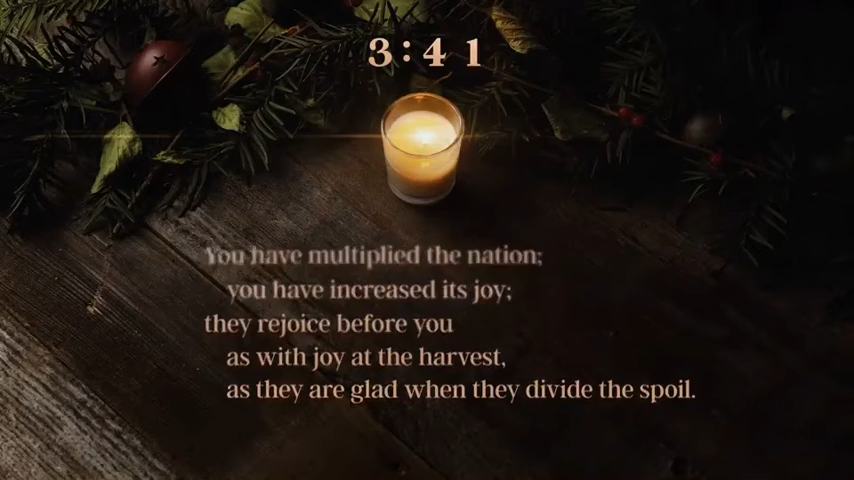 3:41
You have multiplied the nation;
you have increased its joy;
they rejoice before you
as with joy at the harvest,
as they are glad when they divide the spoil.